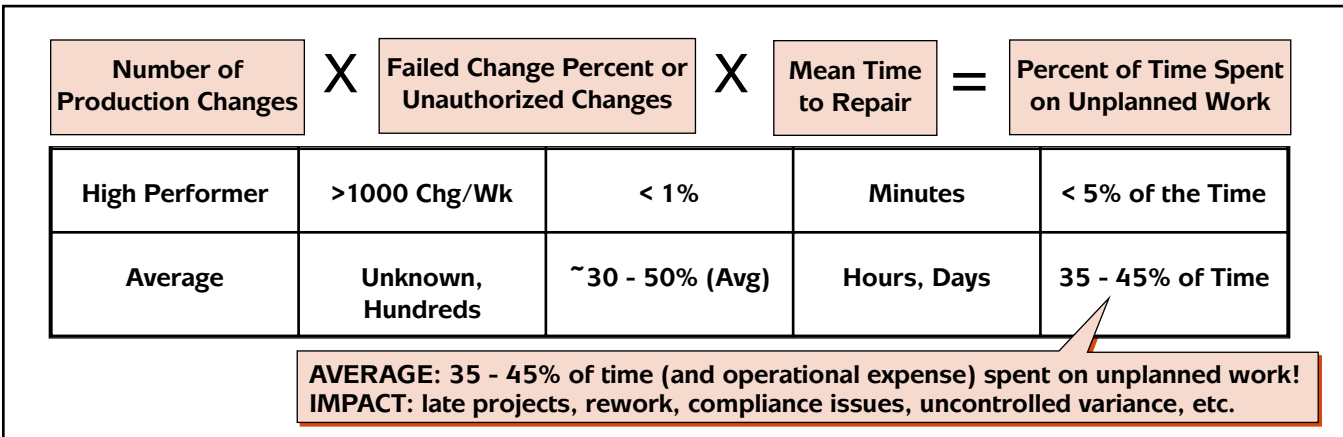 Number of
Production Changes
X
Failed Change Percent or
Unauthorized Changes
X
Mean Time
to Repair
=
Percent of Time Spent
on Unplanned Work
High Performer
>1000 Chg/Wk
< 1%
Minutes
< 5% of the Time
Average
Unknown,
Hundreds
~30 - 50% (Avg)
Hours, Days
35 - 45% of Time
AVERAGE: 35 - 45% of time (and operational expense) spent on unplanned work!
IMPACT: late projects, rework, compliance issues, uncontrolled variance, etc.